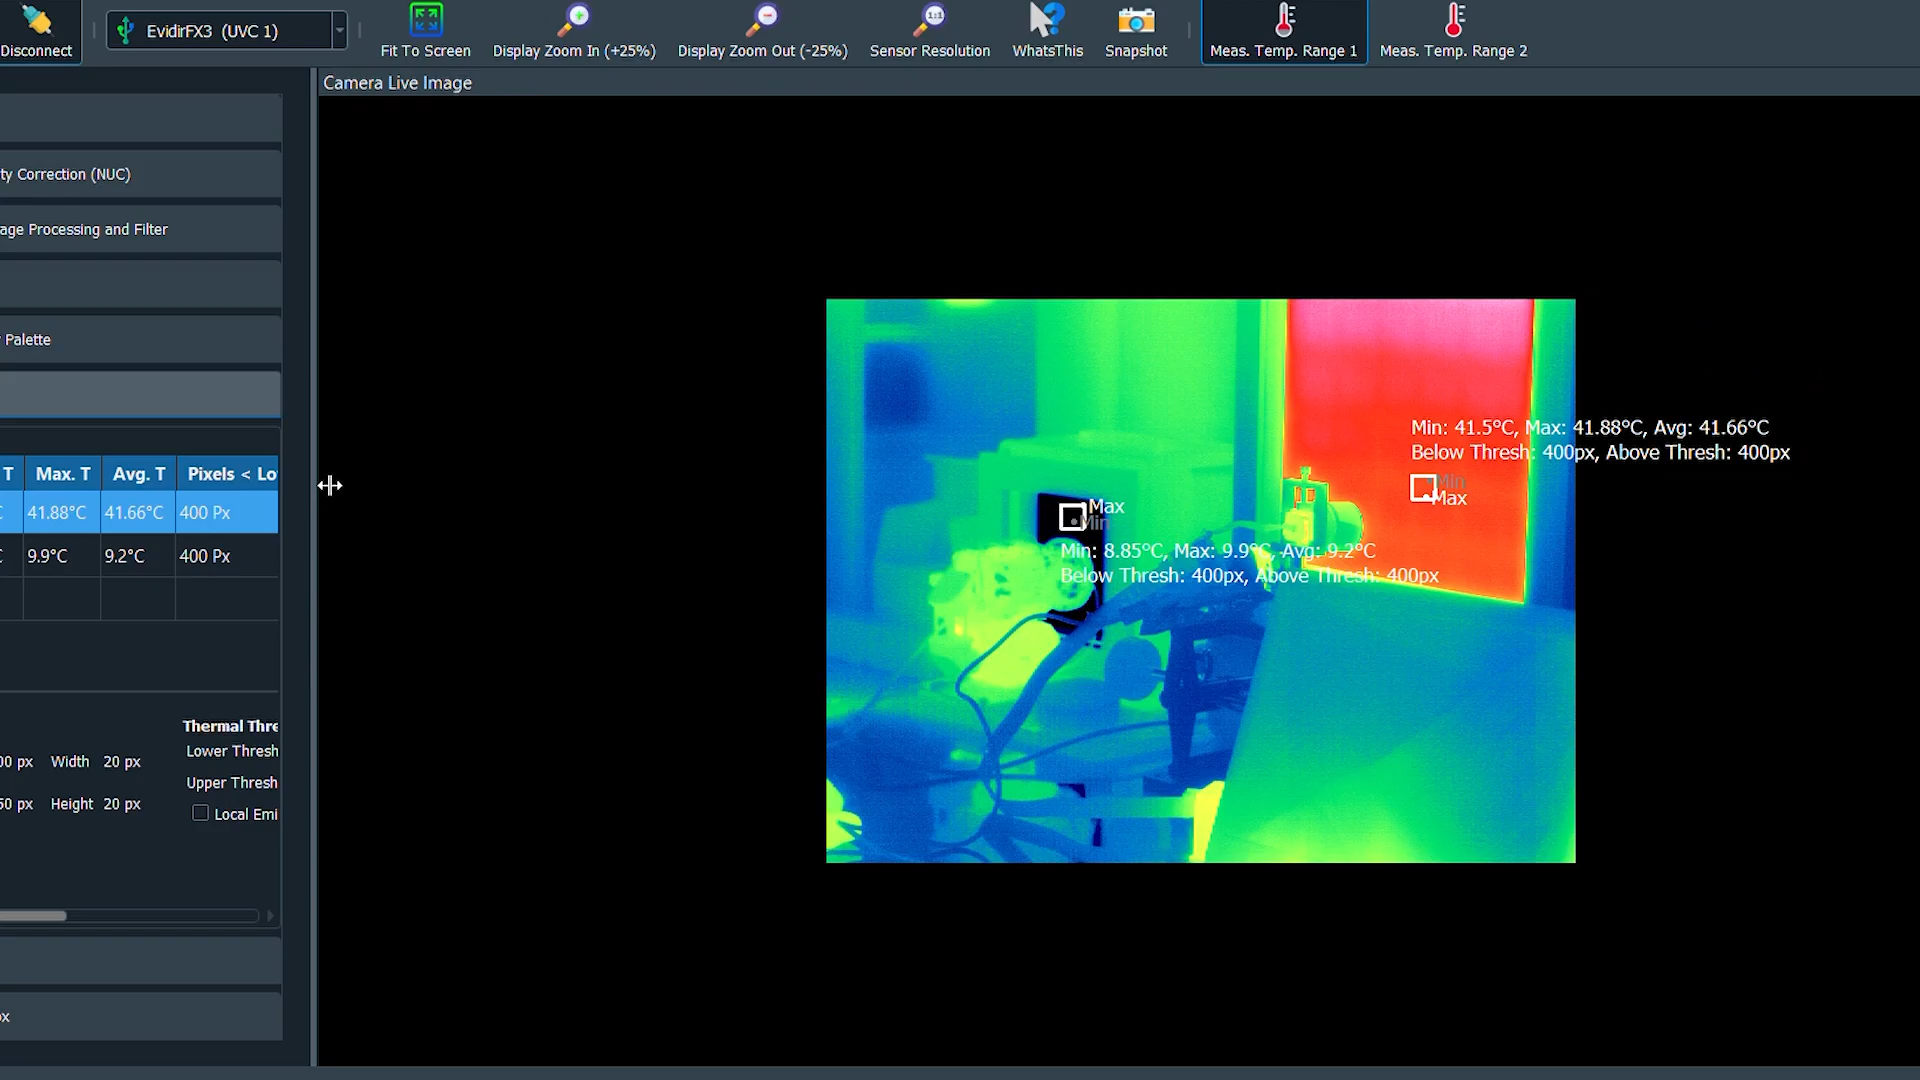 Disconnect
EvidirFX3 (UVC 1)
Fit To Screen
Display Zoom In (+25%)
Display Zoom Out (-25%)
1:1
Sensor Resolution
WhatsThis
Snapshot
Meas. Temp. Range 1
Meas. Temp. Range 2
Camera Live Image
ty Correction (NUC)
age Processing and Filter
Palette
T Max. T Avg. T Pixels < Lo
41.88°C 41.66°C 400 Px
9.9°C 9.2°C 400 Px
Thermal Thre
Lower Thresh
00 px Width 20 px
Upper Thresh
50 px Height 20 px
Local Emi
ox
Min: 41.5°C, Max: 41.88°C, Avg: 41.66°C
Below Thresh: 400px, Above Thresh: 400px
Min
Max
Max
Min
Min: 8.85°C, Max: 9.9°C, Avg: 9.2°C
Below Thresh: 400px, Above Thresh: 400px